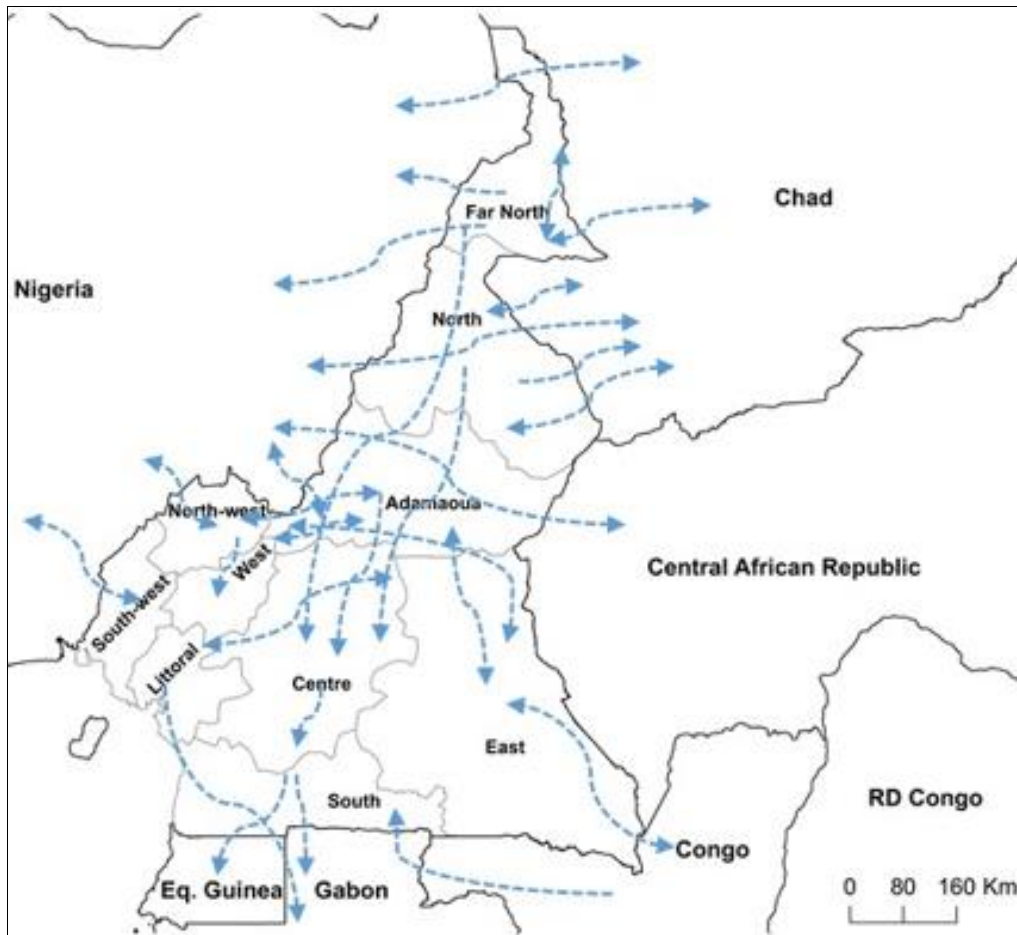 Chad
Far North
Nigeria
North
Adamaoua
North-west
West
Central African Republic
South-west
Littoral
Centre
East
South
RD Congo
Congo
Eq. Guinea
Gabon
0 80 160 Km